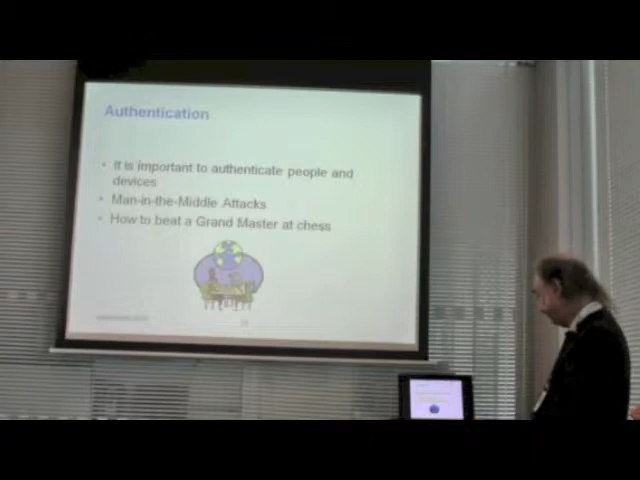 Authentication
• It is important to authenticate people and
devices
• Man-in-the-Middle Attacks
• How to beat a Grand Master at chess